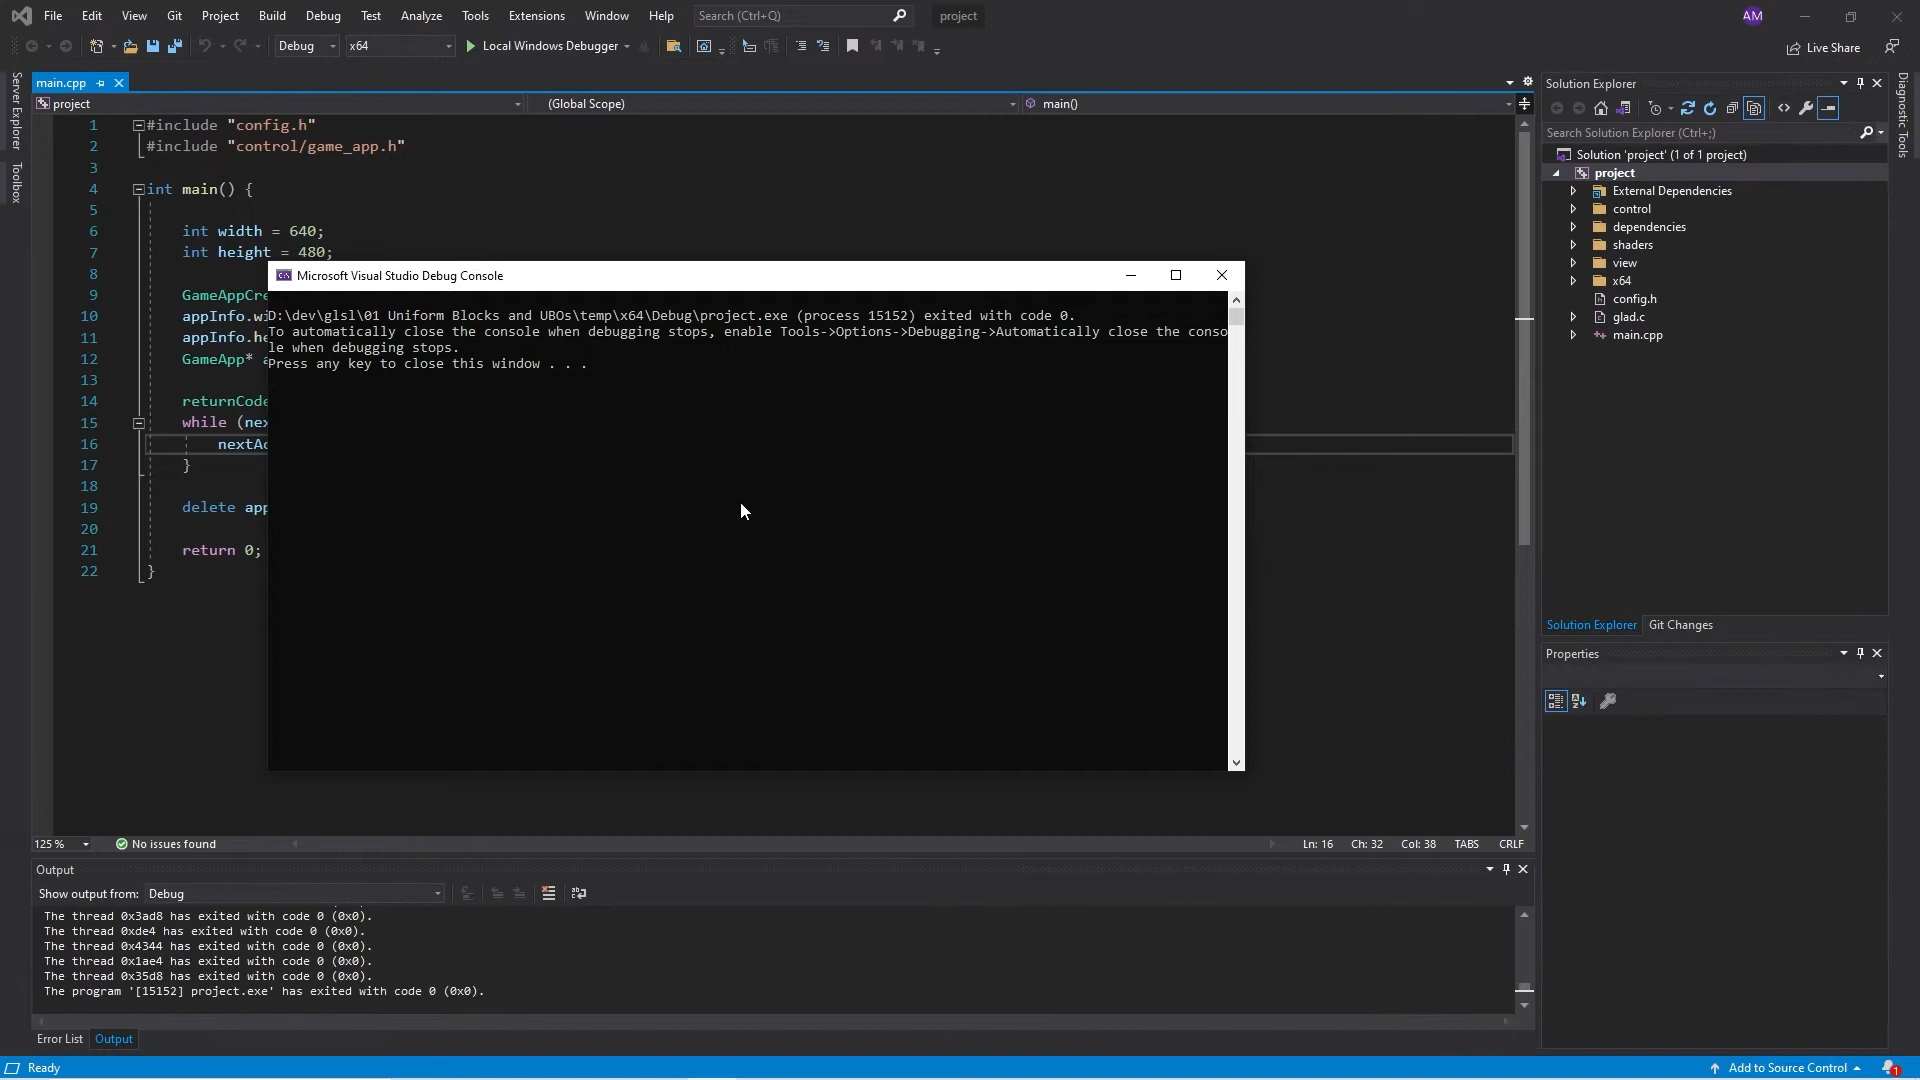 File Edit View Git Project Build Debug Test Analyze Tools Extensions Window Help Search (Ctrl+Q) project AM
Debug x64 Local Windows Debugger Live Share
Server Explorer
Toolbox
main.cpp
project (Global Scope) main()
1 #include "config.h"
2 #include "control/game_app.h"
3
4 int main() {
5
6 int width = 640;
7 int height = 480;
8
9 GameAppCre
10 appInfo.wi
11 appInfo.he
12 GameApp* a
13
14 returnCode
15 while (nex
16 nextAc
17 }
18
19 delete app
20
21 return 0;
22 }
Microsoft Visual Studio Debug Console
D:\dev\glsl\01 Uniform Blocks and UBOs\temp\x64\Debug\project.exe (process 15152) exited with code 0.
To automatically close the console when debugging stops, enable Tools->Options->Debugging->Automatically close the conso
le when debugging stops.
Press any key to close this window . . .
125 % No issues found Ln: 16 Ch: 32 Col: 38 TABS CRLF
Output
Show output from: Debug
The thread 0x3ad8 has exited with code 0 (0x0).
The thread 0xde4 has exited with code 0 (0x0).
The thread 0x4344 has exited with code 0 (0x0).
The thread 0x1ae4 has exited with code 0 (0x0).
The thread 0x35d8 has exited with code 0 (0x0).
The program '[15152] project.exe' has exited with code 0 (0x0).
Error List Output
Solution Explorer
Search Solution Explorer (Ctrl+;)
Solution 'project' (1 of 1 project)
project
External Dependencies
control
dependencies
shaders
view
x64
config.h
glad.c
main.cpp
Solution Explorer Git Changes
Properties
Diagnostic Tools
Ready Add to Source Control 1